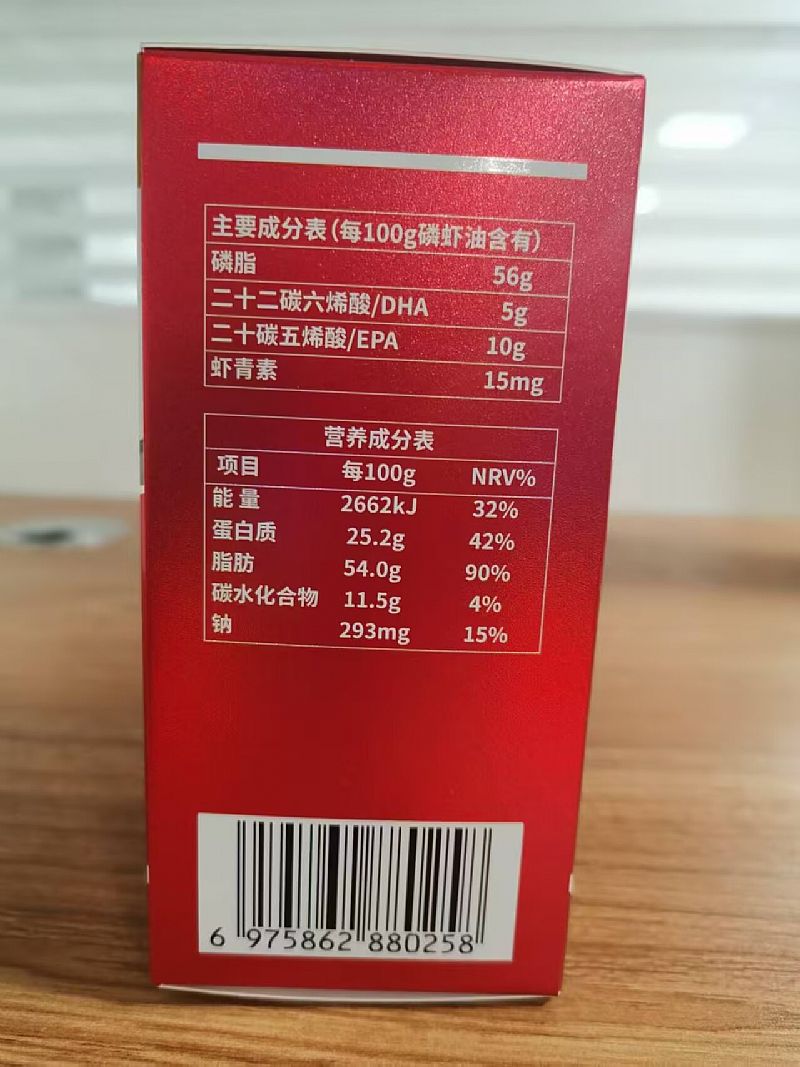 主要成分表(每100g磷虾油含有)
磷脂 56g
二十二碳六烯酸/DHA 5g
二十碳五烯酸/EPA 10g
虾青素 15mg
营养成分表
项目 每100g NRV%
能量 2662kJ 32%
蛋白质 25.2g 42%
脂肪 54.0g 90%
碳水化合物 11.5g 4%
钠 293mg 15%
6 975862 880258